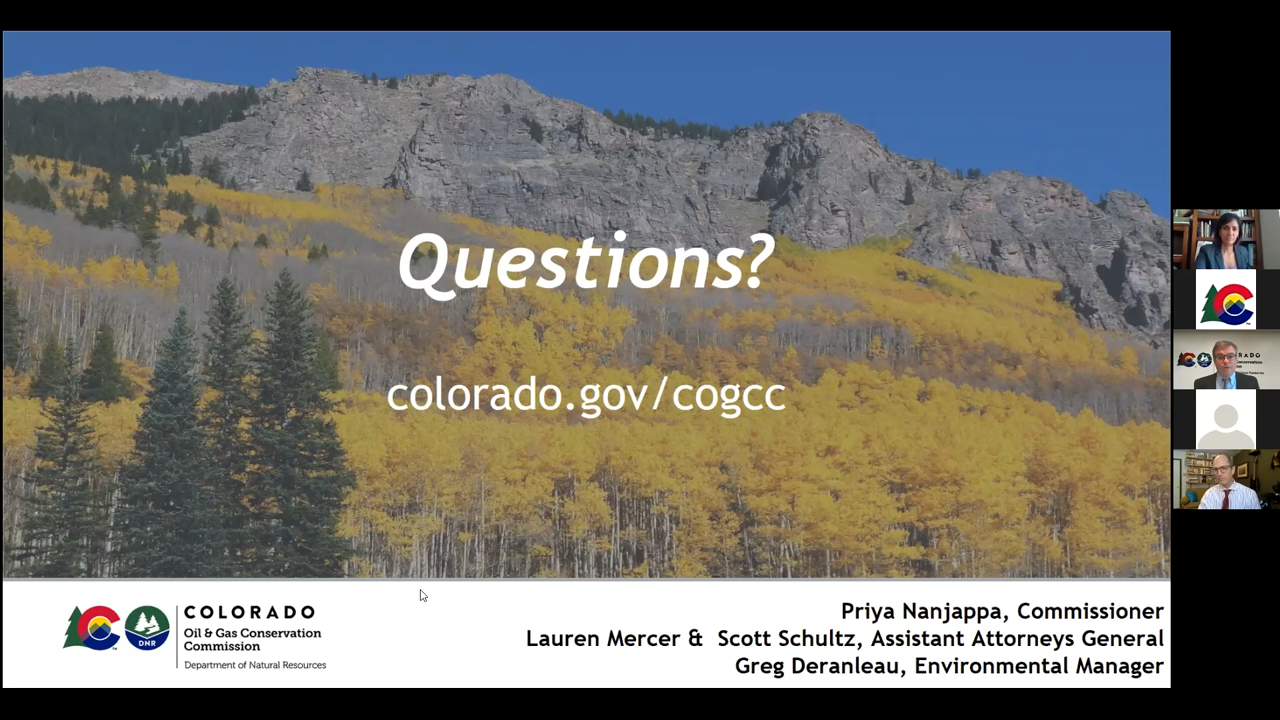 Questions?
colorado.gov/cogcc
COLORADO
Oil & Gas Conservation
Commission
Department of Natural Resources
DNR
Priya Nanjappa, Commissioner
Lauren Mercer & Scott Schultz, Assistant Attorneys General
Greg Deranleau, Environmental Manager